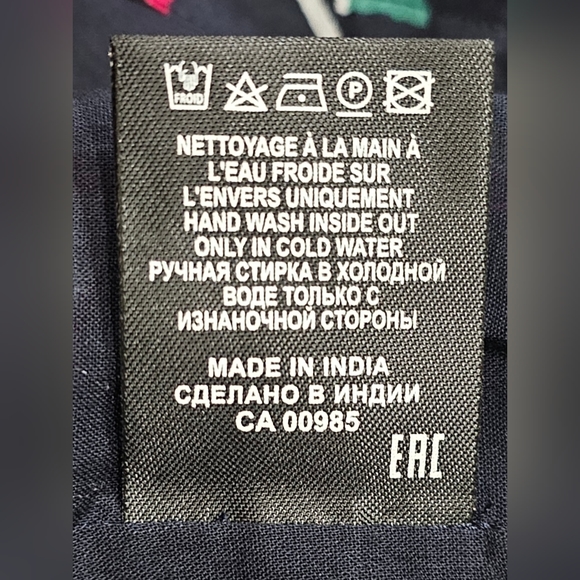 FROID
P
NETTOYAGE À LA MAIN À
L'EAU FROIDE SUR
L'ENVERS UNIQUEMENT
HAND WASH INSIDE OUT
ONLY IN COLD WATER
РУЧНАЯ СТИРКА В ХОЛОДНОЙ
ВОДЕ ТОЛЬКО С
ИЗНАНОЧНОЙ СТОРОНЫ
MADE IN INDIA
СДЕЛАНО В ИНДИИ
CA 00985
EAC